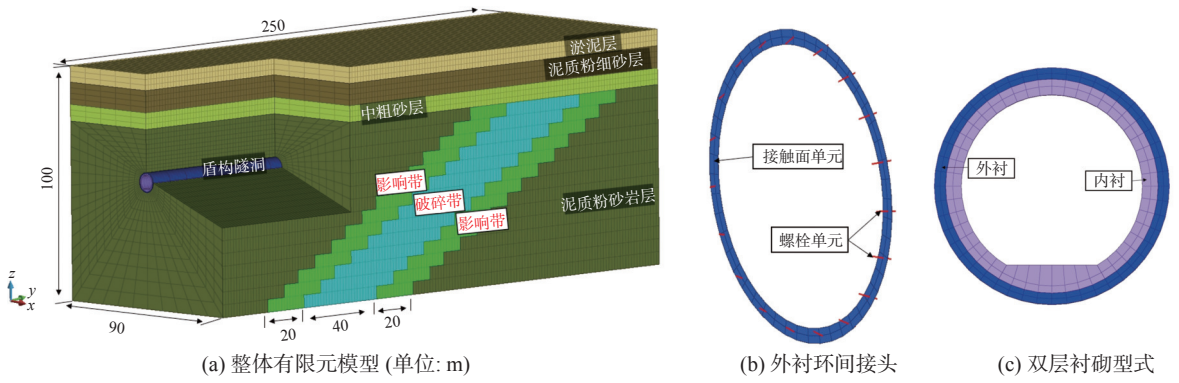 250
淤泥层
泥质粉细砂层
中粗砂层
盾构隧洞
100
影响带
破碎带
影响带
泥质粉砂岩层
z
y
x
90
20
40
20
(a) 整体有限元模型 (单位: m)
接触面单元
螺栓单元
(b) 外衬环间接头
外衬
内衬
(c) 双层衬砌型式